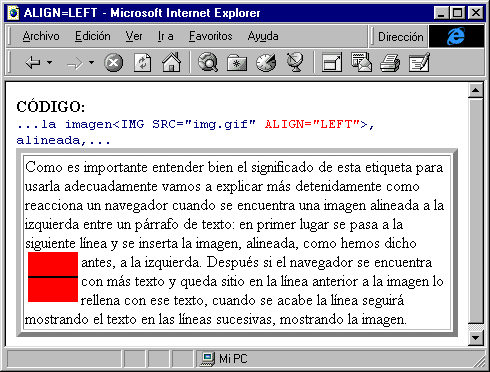 ALIGN=LEFT - Microsoft Internet Explorer
Archivo Edición Ver Ir a Favoritos Ayuda Dirección
CÓDIGO:
...la imagen<IMG SRC="img.gif" ALIGN="LEFT">,
alineada,...
Como es importante entender bien el significado de esta etiqueta para
usarla adecuadamente vamos a explicar más detenidamente como
reacciona un navegador cuando se encuentra una imagen alineada a la
izquierda entre un párrafo de texto: en primer lugar se pasa a la
siguiente línea y se inserta la imagen, alineada, como hemos dicho
antes, a la izquierda. Después si el navegador se encuentra
con más texto y queda sitio en la línea anterior a la imagen lo
rellena con ese texto, cuando se acabe la línea seguirá
mostrando el texto en las líneas sucesivas, mostrando la imagen.
Mi PC